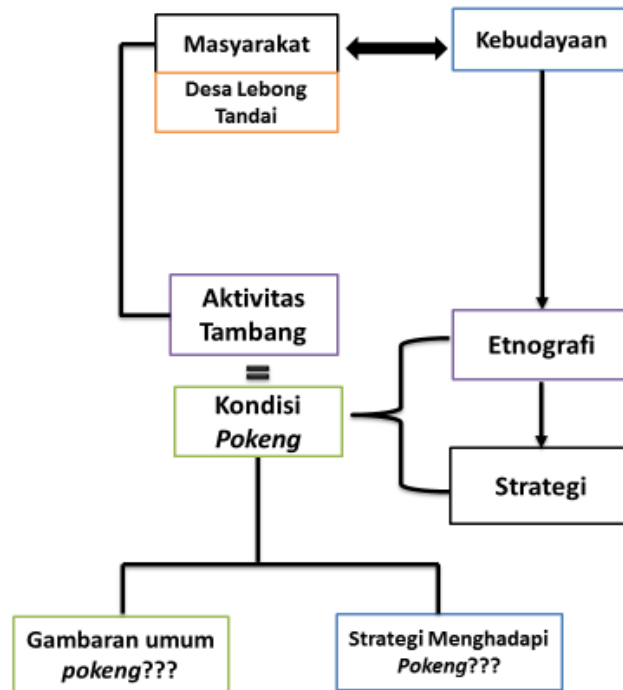 Masyarakat
Kebudayaan
Desa Lebong
Tandai
Aktivitas
Tambang
=
Etnografi
Kondisi
Pokeng
Strategi
Gambaran umum
pokeng???
Strategi Menghadapi
Pokeng???